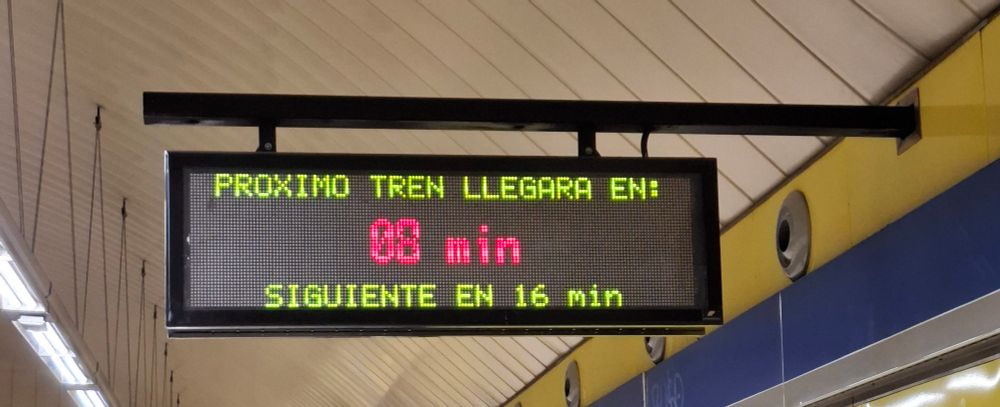 PROXIMO TREN LLEGARA EN:
08 min
SIGUIENTE EN 16 min